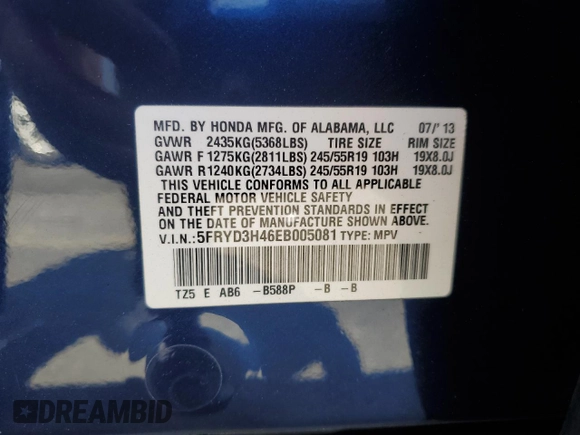 MFD. BY HONDA MFG. OF ALABAMA, LLC 07/'13
GVWR 2435KG(5368LBS) TIRE SIZE RIM SIZE
GAWR F 1275KG(2811LBS) 245/55R19 103H 19X8.0J
GAWR R1240KG(2734LBS) 245/55R19 103H 19X8.0J
THIS VEHICLE CONFORMS TO ALL APPLICABLE
FEDERAL MOTOR VEHICLE SAFETY
AND THEFT PREVENTION STANDARDS IN EFFECT ON
THE DATE OF MANUFACTURE SHOWN ABOVE.
V.I.N.: 5FRYD3H46EB005081 TYPE: MPV
TZ5 E AB6 -B588P -B -B
DREAMBID